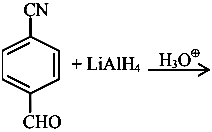 CN
+ LiAlH₄ H₃O⊕
CHO